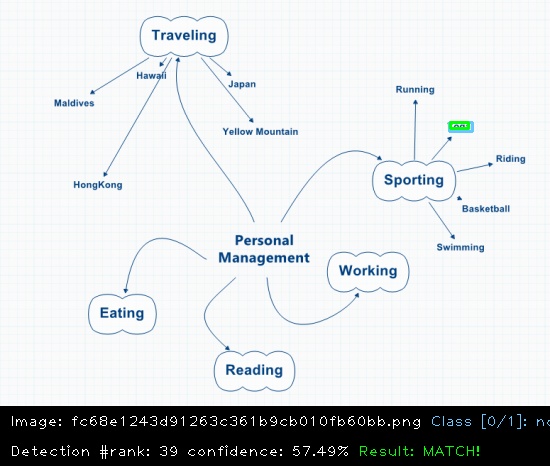 Traveling
Hawaii
Japan
Maldives
Yellow Mountain
HongKong
Running
Riding
Sporting
Basketball
Swimming
Personal
Management
Working
Eating
Reading
Image: fc68e1243d91263c361b9cb010fb60bb.png Class [0/1]: no
Detection #rank: 39 confidence: 57.49% Result: MATCH!